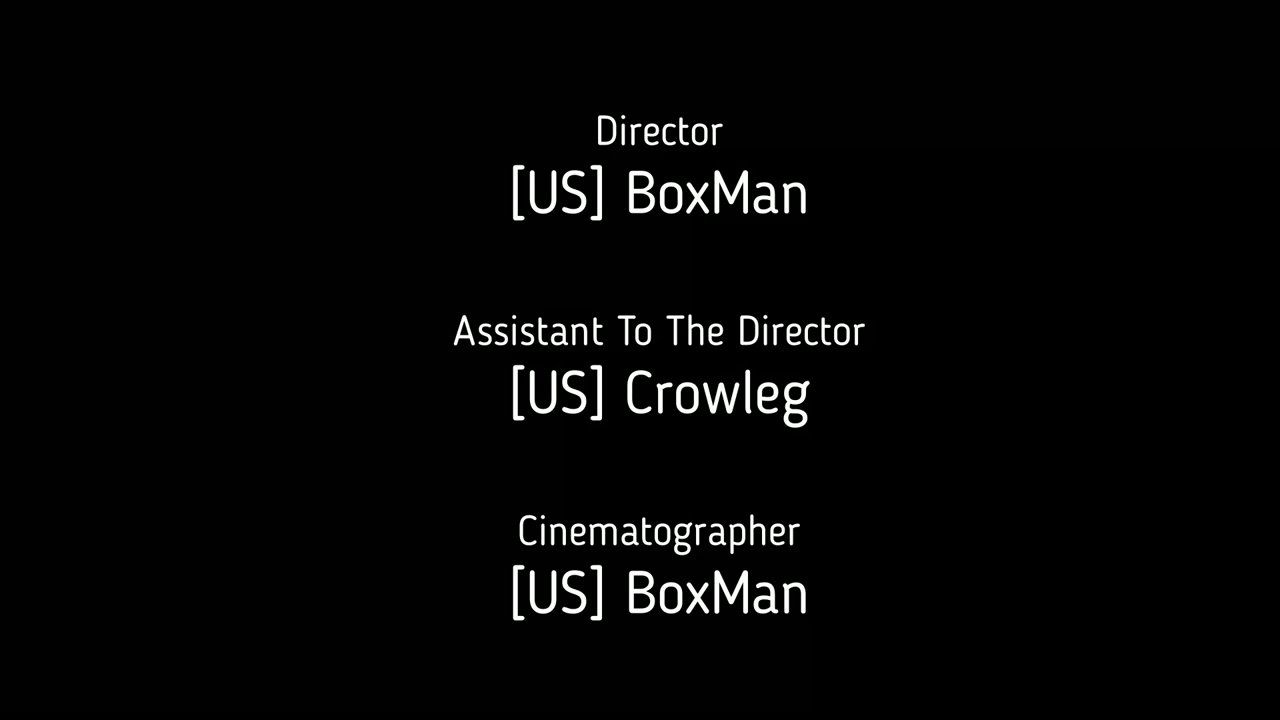 Director
[US] BoxMan
Assistant To The Director
[US] Crowleg
Cinematographer
[US] BoxMan